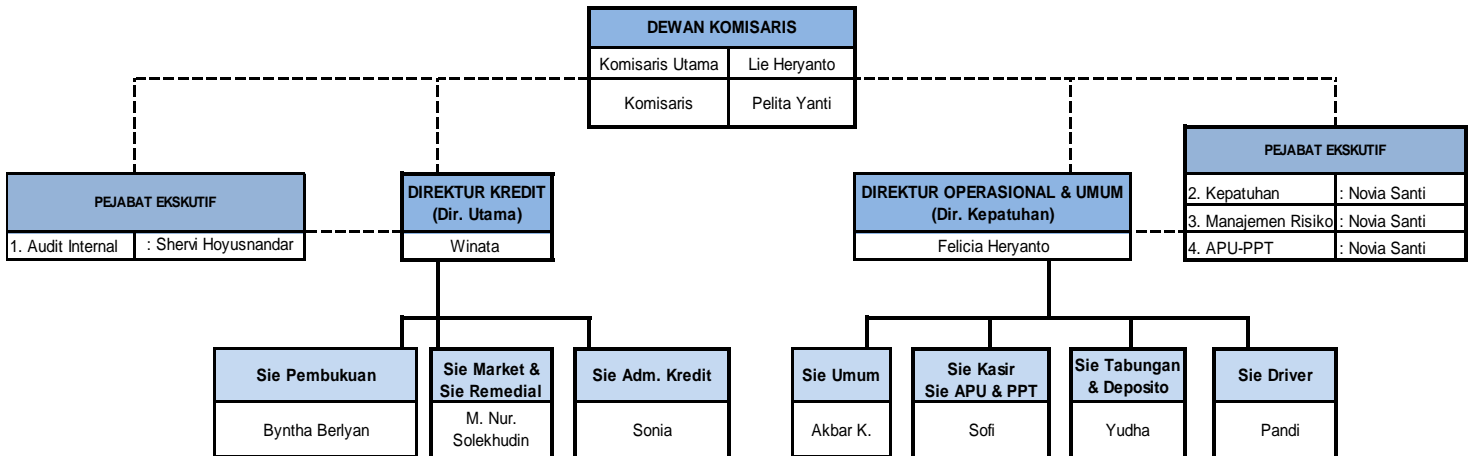 DEWAN KOMISARIS
Komisaris Utama Lie Heryanto
Komisaris Pelita Yanti
PEJABAT EKSKUTIF
1. Audit Internal : Shervi Hoyusnandar
DIREKTUR KREDIT
(Dir. Utama)
Winata
DIREKTUR OPERASIONAL & UMUM
(Dir. Kepatuhan)
Felicia Heryanto
PEJABAT EKSKUTIF
2. Kepatuhan : Novia Santi
3. Manajemen Risiko : Novia Santi
4. APU-PPT : Novia Santi
Sie Pembukuan
Byntha Berlyan
Sie Market &
Sie Remedial
M. Nur.
Solekhudin
Sie Adm. Kredit
Sonia
Sie Umum
Akbar K.
Sie Kasir
Sie APU & PPT
Sofi
Sie Tabungan
& Deposito
Yudha
Sie Driver
Pandi